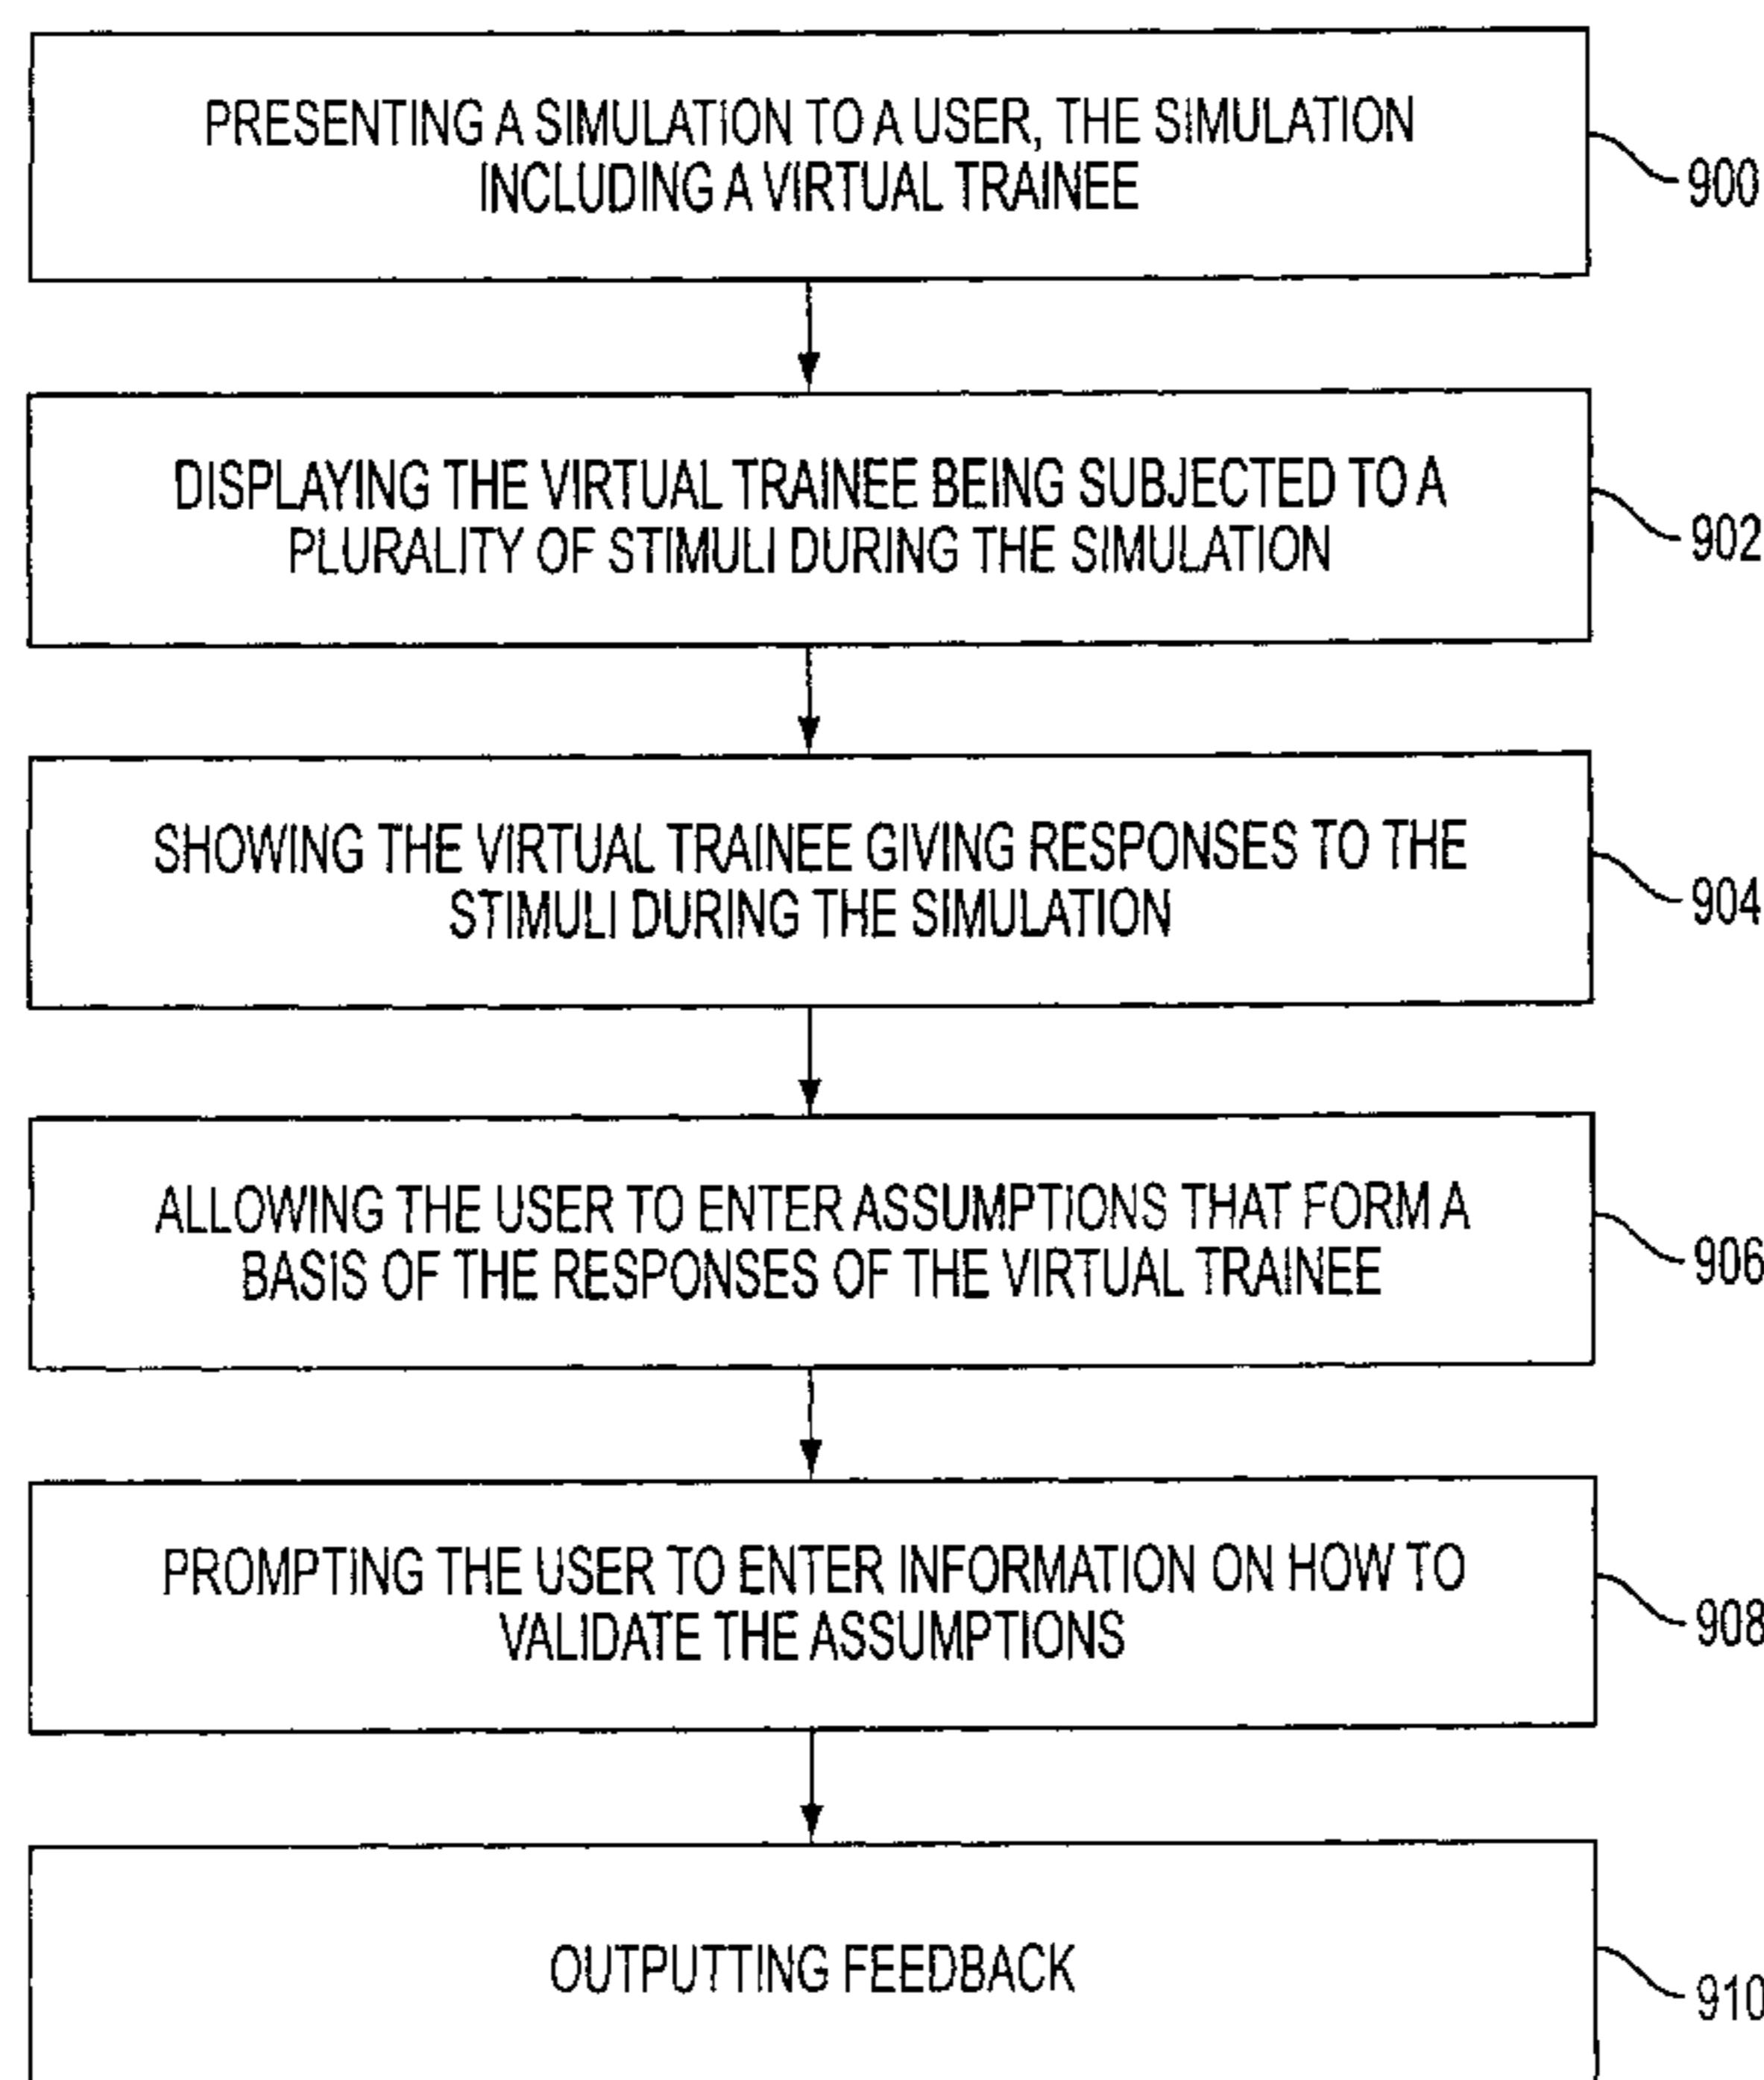 PRESENTING A SIMULATION TO A USER, THE SIMULATION
INCLUDING A VIRTUAL TRAINEE
900
DISPLAYING THE VIRTUAL TRAINEE BEING SUBJECTED TO A
PLURALITY OF STIMULI DURING THE SIMULATION
902
SHOWING THE VIRTUAL TRAINEE GIVING RESPONSES TO THE
STIMULI DURING THE SIMULATION
904
ALLOWING THE USER TO ENTER ASSUMPTIONS THAT FORM A
BASIS OF THE RESPONSES OF THE VIRTUAL TRAINEE
906
PROMPTING THE USER TO ENTER INFORMATION ON HOW TO
VALIDATE THE ASSUMPTIONS
908
OUTPUTTING FEEDBACK
910